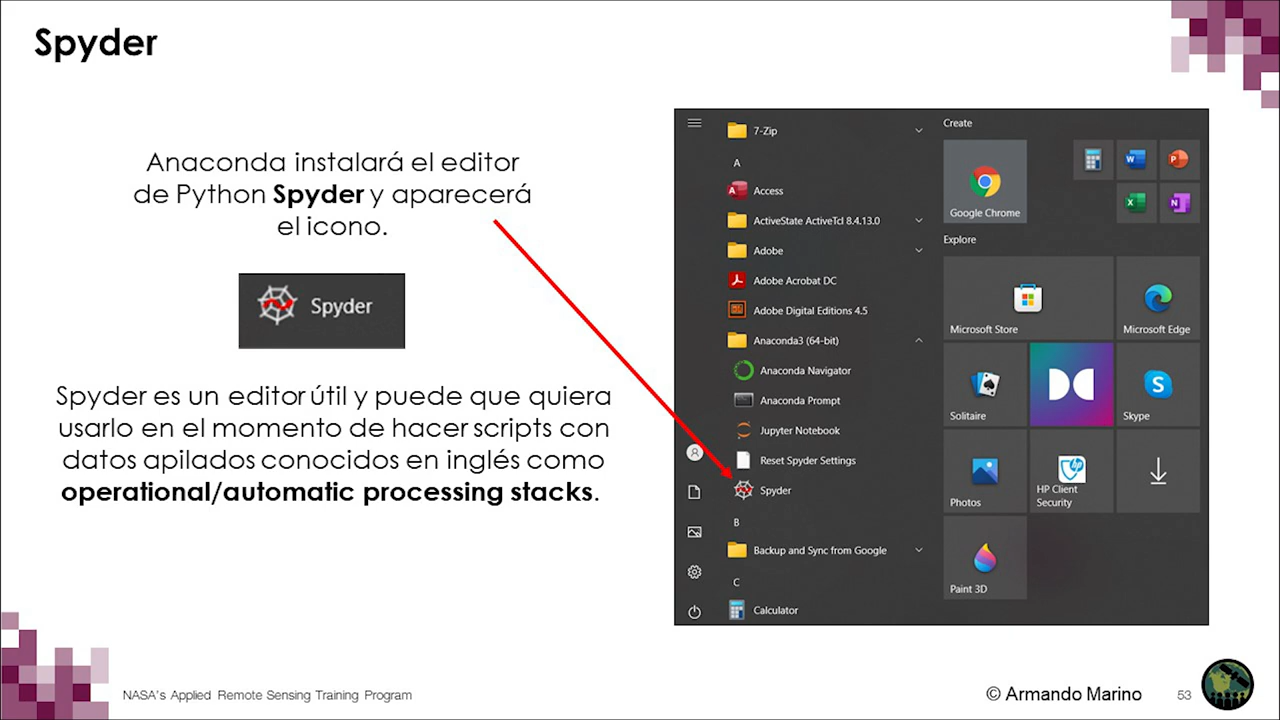 Spyder
Anaconda instalará el editor
de Python Spyder y aparecerá
el icono.
Spyder
Spyder es un editor útil y puede que quiera
usarlo en el momento de hacer scripts con
datos apilados conocidos en inglés como
operational/automatic processing stacks.
7-Zip
A
Access
ActiveState ActiveTcl 8.4.13.0
Adobe
Adobe Acrobat DC
Adobe Digital Editions 4.5
Anaconda3 (64-bit)
Anaconda Navigator
Anaconda Prompt
Jupyter Notebook
Reset Spyder Settings
Spyder
B
Backup and Sync from Google
C
Calculator
Create
Google Chrome
Explore
Microsoft Store
Microsoft Edge
Solitaire
Skype
Photos
HP Client
Security
Paint 3D
NASA's Applied Remote Sensing Training Program
© Armando Marino
53